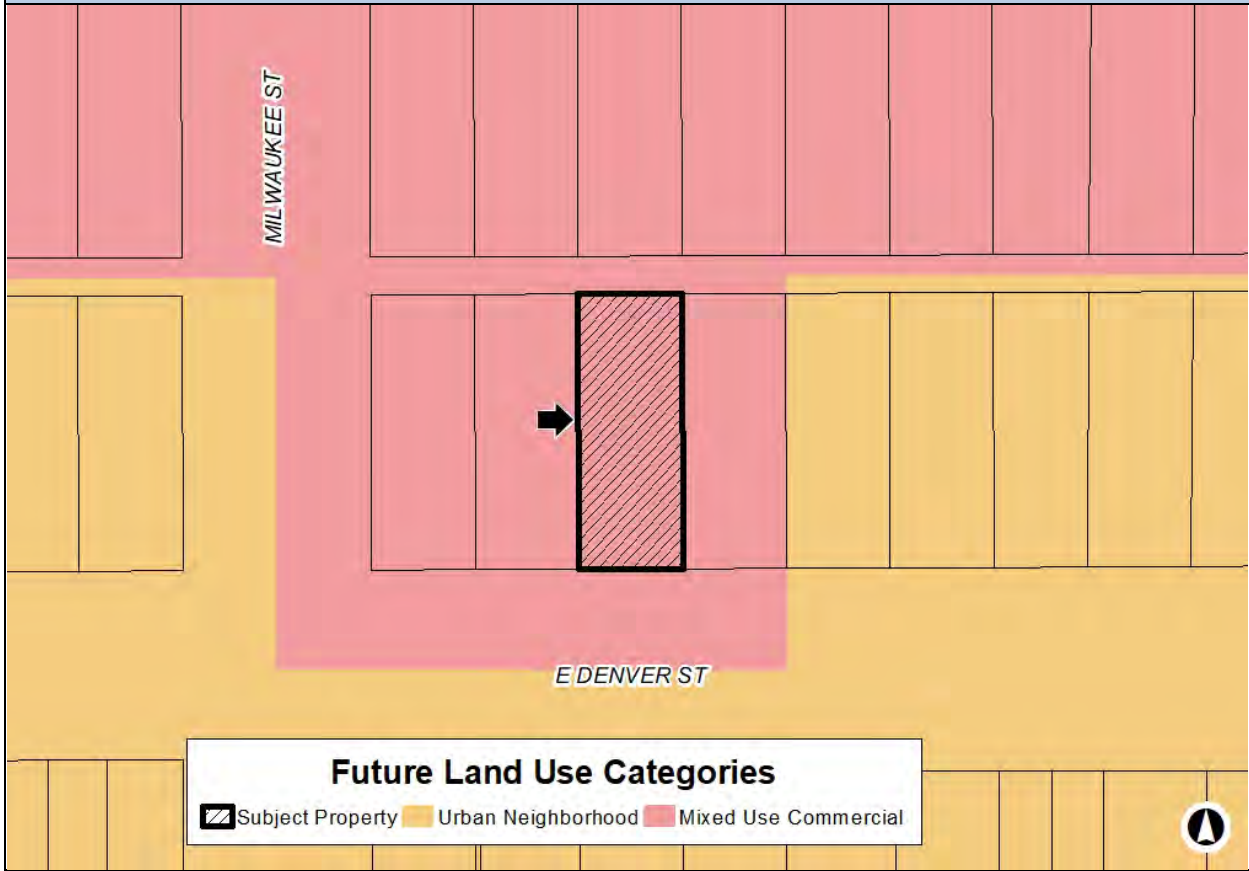 MILWAUKEE ST
E DENVER ST
Future Land Use Categories
Subject Property Urban Neighborhood Mixed Use Commercial